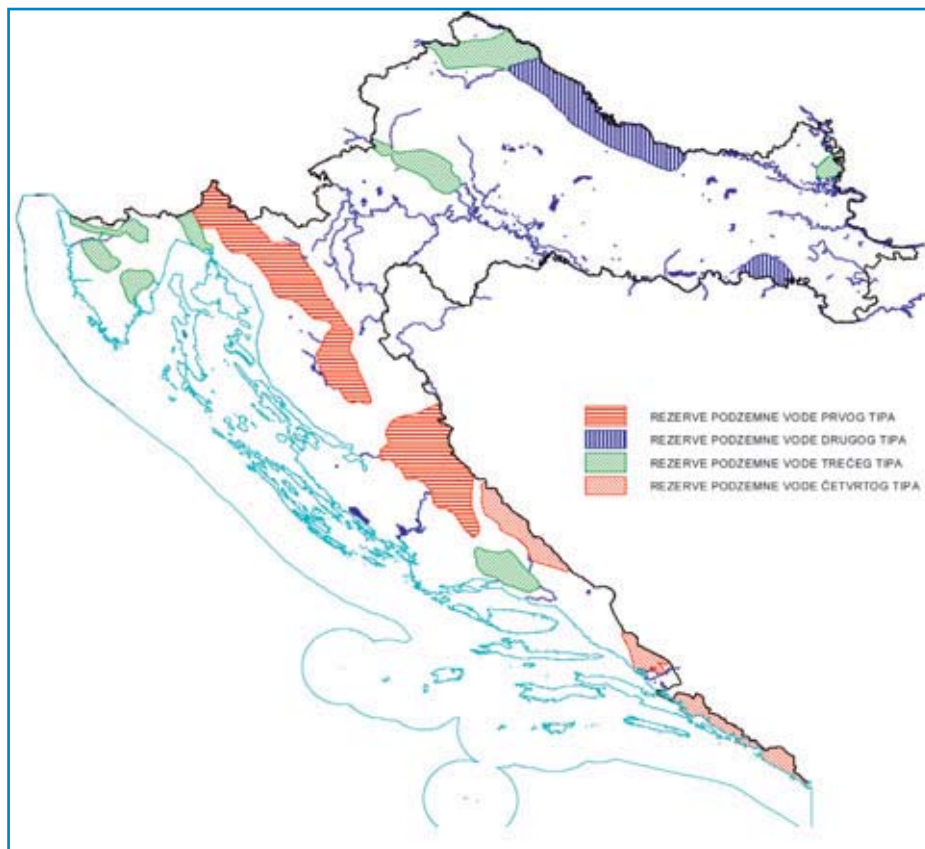 REZERVE PODZEMNE VODE PRVOG TIPA
REZERVE PODZEMNE VODE DRUGOG TIPA
REZERVE PODZEMNE VODE TREĆEG TIPA
REZERVE PODZEMNE VODE ČETVRTOG TIPA